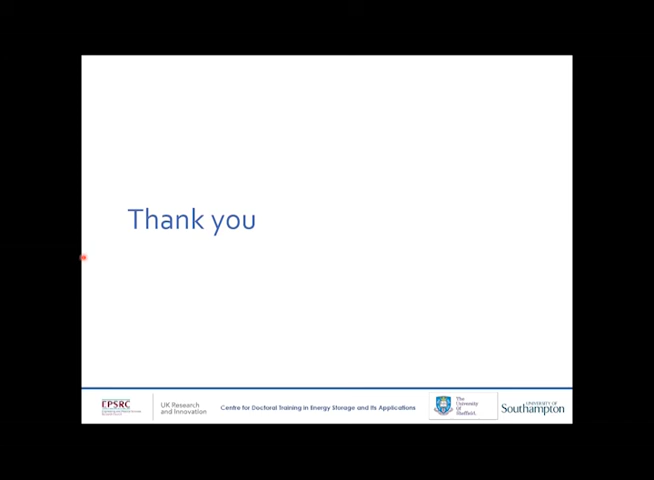 Thank you
EPSRC
UK Research
and Innovation
Centre for Doctoral Training in Energy Storage and its Applications
The
University
Of
Sheffield.
UNIVERSITY OF
Southampton